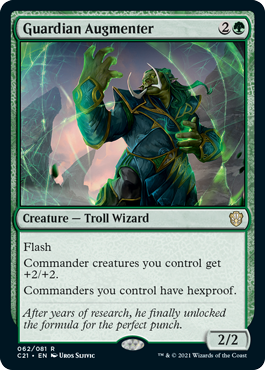 Guardian Augmenter 2
Creature — Troll Wizard
Flash
Commander creatures you control get
+2/+2.
Commanders you control have hexproof.
After years of research, he finally unlocked
the formula for the perfect punch.
2/2
062/081 R
C21 • EN Uros Sljivic
™ & © 2021 Wizards of the Coast